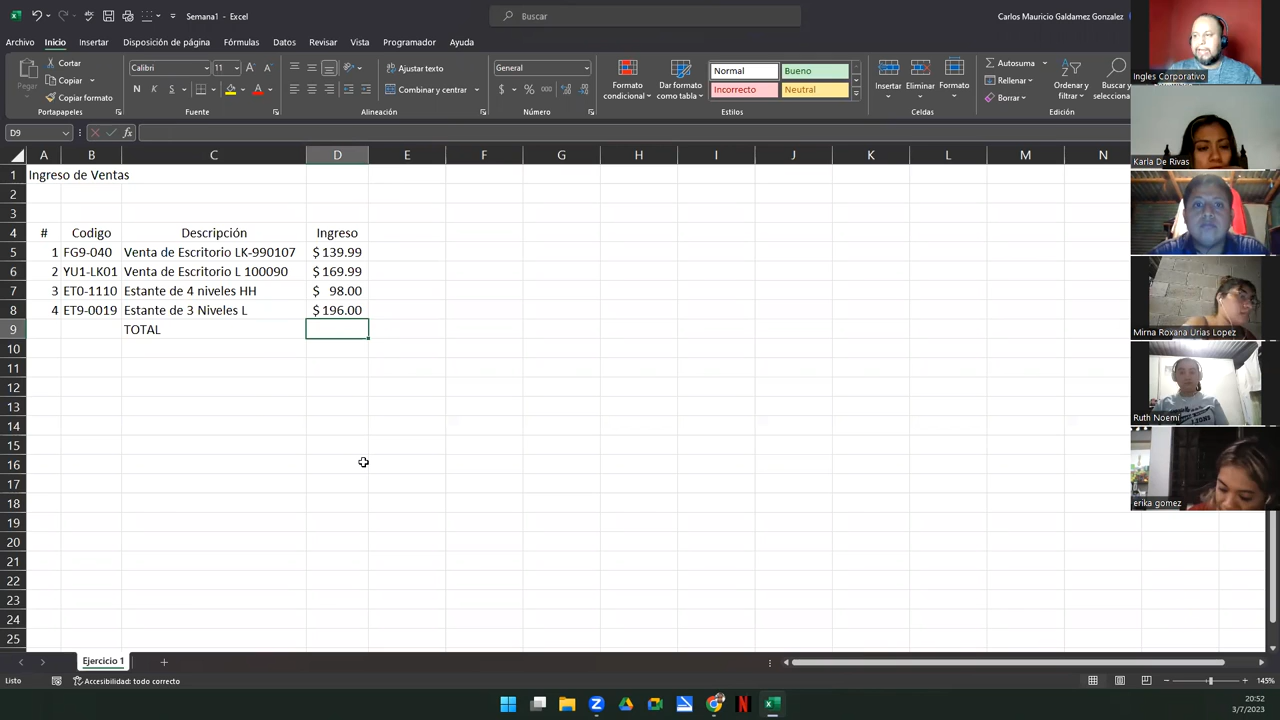 Semana1 - Excel
Buscar
Carlos Mauricio Galdamez Gonzalez
Archivo Inicio Insertar Disposición de página Fórmulas Datos Revisar Vista Programador Ayuda
Pegar
Cortar
Copiar
Copiar formato
Portapapeles
Calibri 11
N K S
Fuente
Ajustar texto
Combinar y centrar
Alineación
General
$ % 000
Número
Formato condicional
Dar formato como tabla
Normal Bueno
Incorrecto Neutral
Estilos
Insertar Eliminar Formato
Celdas
Autosuma
Rellenar
Borrar
Ordenar y
Buscar y
selecciona
Edición
D9
fx
A B C D E F G H I J K L M N
1 Ingreso de Ventas
2
3
4 # Codigo Descripción Ingreso
5 1 FG9-040 Venta de Escritorio LK-990107 $ 139.99
6 2 YU1-LK01 Venta de Escritorio L 100090 $ 169.99
7 3 ET0-1110 Estante de 4 niveles HH $ 98.00
8 4 ET9-0019 Estante de 3 Niveles L $ 196.00
9 TOTAL
10
11
12
13
14
15
16
17
18
19
20
21
22
23
24
25
Ejercicio 1
Listo
Accesibilidad: todo correcto
145%
20:52
3/7/2023
Ingles Corporativo
Karla De Rivas
Mirna Roxana Urias Lopez
Ruth Noemí
erika gomez